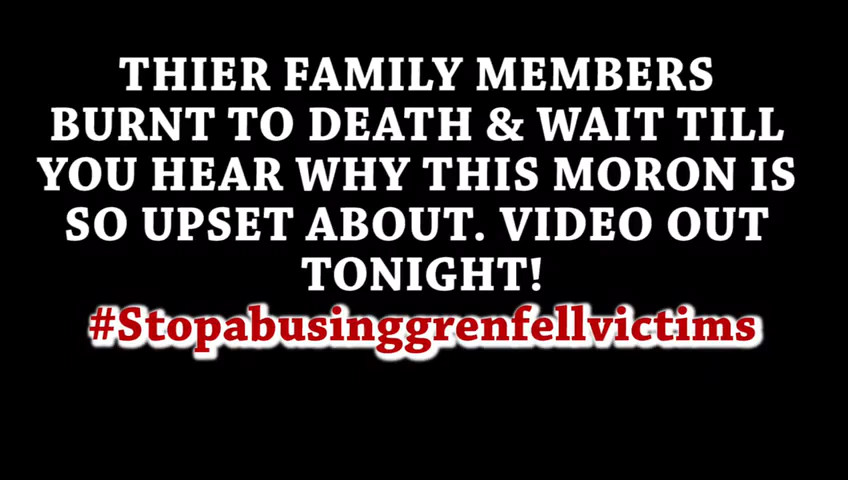 THIER FAMILY MEMBERS
BURNT TO DEATH & WAIT TILL
YOU HEAR WHY THIS MORON IS
SO UPSET ABOUT. VIDEO OUT
TONIGHT!
#Stopabusinggrenfellvictims